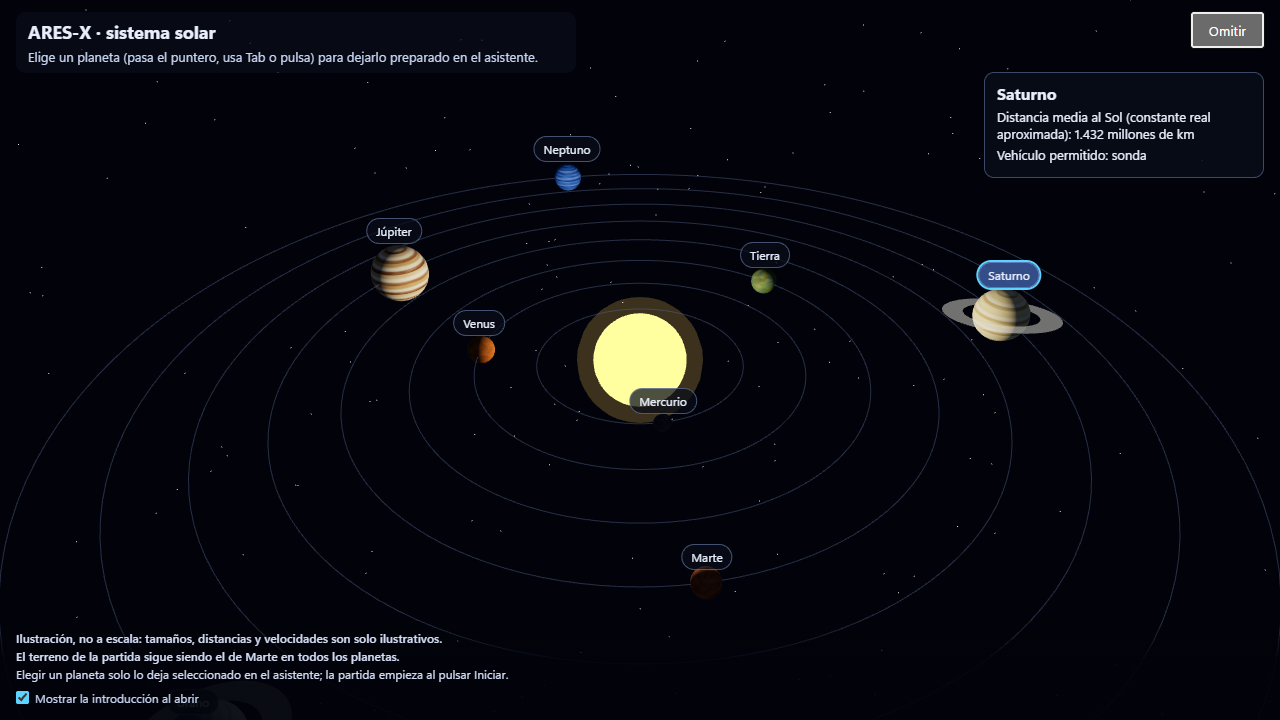 ARES-X · sistema solar
Elige un planeta (pasa el puntero, usa Tab o pulsa) para dejarlo preparado en el asistente.
Omitir
Saturno
Distancia media al Sol (constante real
aproximada): 1.432 millones de km
Vehículo permitido: sonda
Neptuno
Júpiter
Tierra
Saturno
Venus
Mercurio
Marte
Ilustración, no a escala: tamaños, distancias y velocidades son solo ilustrativos.
El terreno de la partida sigue siendo el de Marte en todos los planetas.
Elegir un planeta solo lo deja seleccionado en el asistente; la partida empieza al pulsar Iniciar.
Mostrar la introducción al abrir